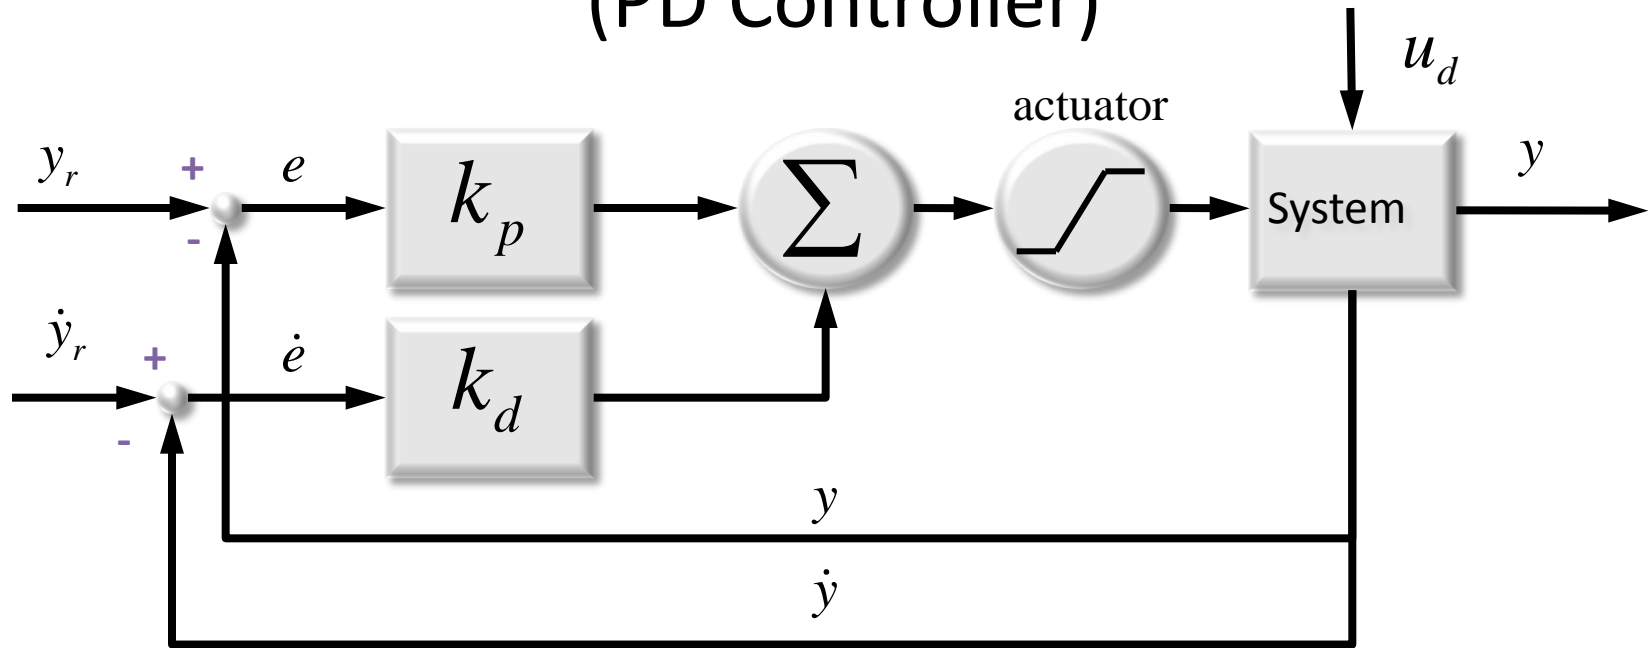 (PD Controller)
u_d
actuator
y_r
+
e
k_p
Σ
System
y
-
ẏ_r
+
ė
k_d
-
y
ẏ